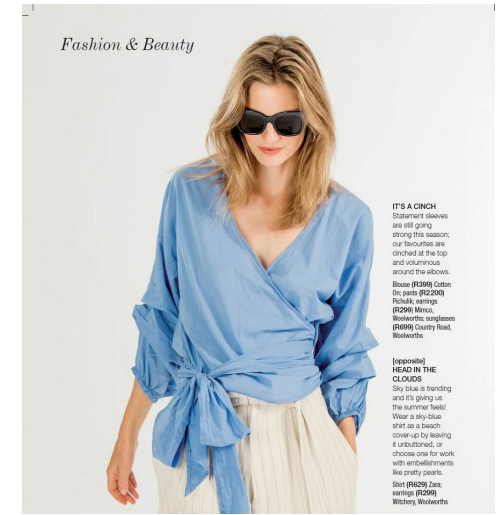 Fashion & Beauty
IT'S A CINCH
Statement sleeves
are still going
strong this season;
our favourites are
cinched at the top
and voluminous
around the elbows.
Blouse (R399) Cotton
On; pants (R2 200)
Pichulik; earrings
(R299) Mimco,
Woolworths; sunglasses
(R699) Country Road,
Woolworths
[opposite]
HEAD IN THE
CLOUDS
Sky blue is trending
and it's giving us
the summer feels!
Wear a sky-blue
shirt as a beach
cover-up by leaving
it unbuttoned, or
choose one for work
with embellishments
like pretty pearls.
Shirt (R629) Zara;
earrings (R299)
Witchery, Woolworths